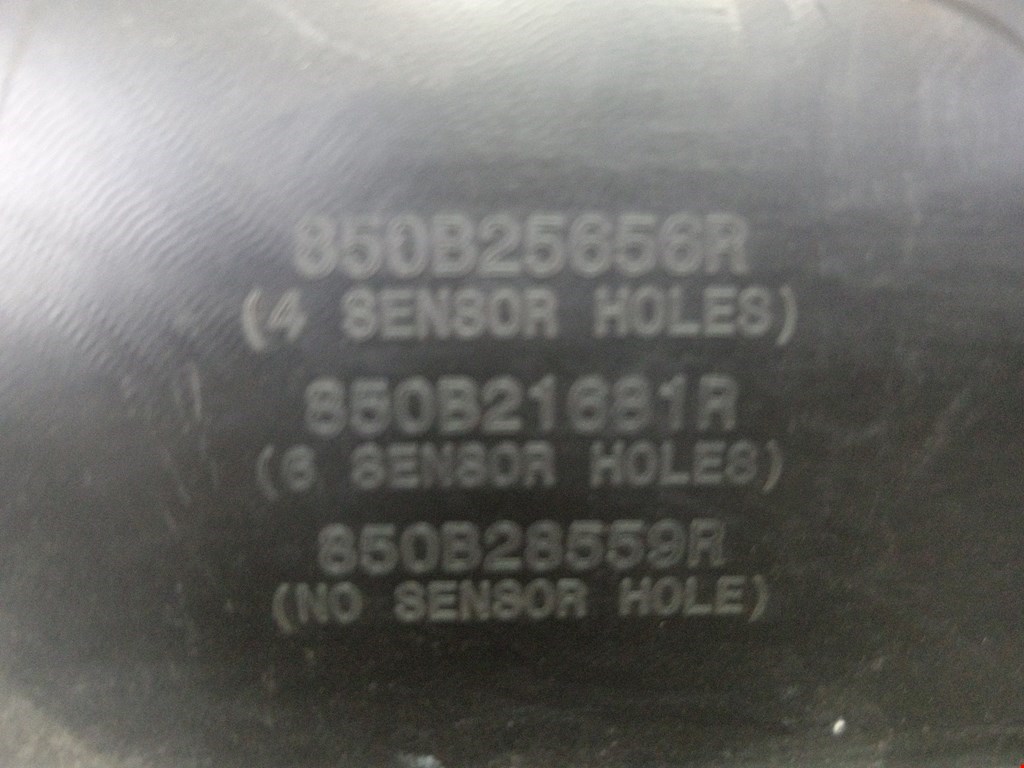 850B25656R
(4 SENSOR HOLES)
850B21681R
(6 SENSOR HOLES)
850B28559R
(NO SENSOR HOLE)